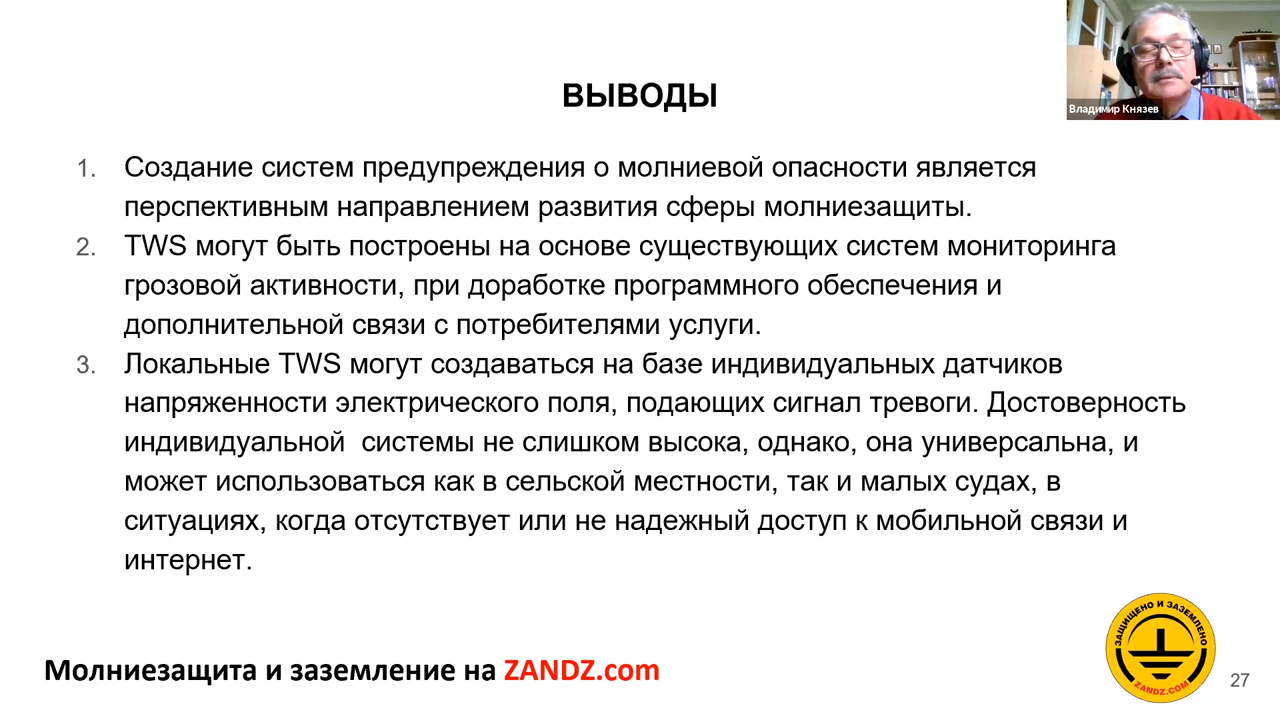 ВЫВОДЫ
Владимир Князев
1. Создание систем предупреждения о молниевой опасности является
перспективным направлением развития сферы молниезащиты.
2. TWS могут быть построены на основе существующих систем мониторинга
грозовой активности, при доработке программного обеспечения и
дополнительной связи с потребителями услуги.
3. Локальные TWS могут создаваться на базе индивидуальных датчиков
напряженности электрического поля, подающих сигнал тревоги. Достоверность
индивидуальной  системы не слишком высока, однако, она универсальна, и
может использоваться как в сельской местности, так и малых судах, в
ситуациях, когда отсутствует или не надежный доступ к мобильной связи и
интернет.
ЗАЩИЩЕНО И ЗАЗЕМЛЕНО
ZANDZ.COM
Молниезащита и заземление на ZANDZ.com
27